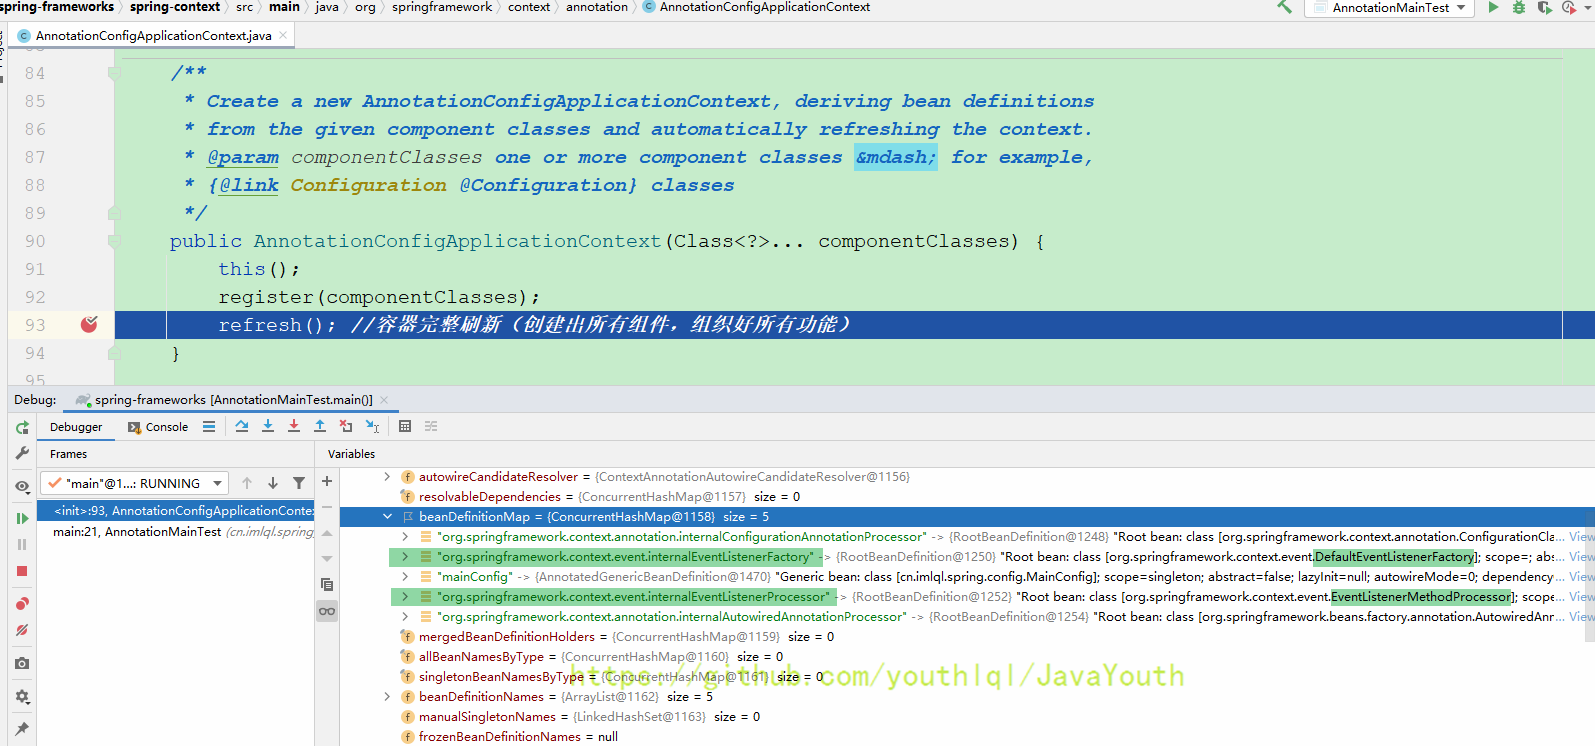 spring-frameworks › spring-context › src › main › java › org › springframework › context › annotation › AnnotationConfigApplicationContext
AnnotationMainTest
AnnotationConfigApplicationContext.java
84 /**
85 * Create a new AnnotationConfigApplicationContext, deriving bean definitions
86 * from the given component classes and automatically refreshing the context.
87 * @param componentClasses one or more component classes &mdash; for example,
88 * {@link Configuration @Configuration} classes
89 */
90 public AnnotationConfigApplicationContext(Class<?>... componentClasses) {
91 this();
92 register(componentClasses);
93 refresh(); //容器完整刷新（创建出所有组件，组织好所有功能）
94 }
95
Debug: spring-frameworks [AnnotationMainTest.main()]
Debugger Console
Frames Variables
"main"@1...: RUNNING
<init>:93, AnnotationConfigApplicationConte
main:21, AnnotationMainTest (cn.imlql.spring
autowireCandidateResolver = {ContextAnnotationAutowireCandidateResolver@1156}
resolvableDependencies = {ConcurrentHashMap@1157} size = 0
beanDefinitionMap = {ConcurrentHashMap@1158} size = 5
"org.springframework.context.annotation.internalConfigurationAnnotationProcessor" -> {RootBeanDefinition@1248} "Root bean: class [org.springframework.context.annotation.ConfigurationCla... View
"org.springframework.context.event.internalEventListenerFactory" -> {RootBeanDefinition@1250} "Root bean: class [org.springframework.context.event.DefaultEventListenerFactory]; scope=; abs... View
"mainConfig" -> {AnnotatedGenericBeanDefinition@1470} "Generic bean: class [cn.imlql.spring.config.MainConfig]; scope=singleton; abstract=false; lazyInit=null; autowireMode=0; dependency... View
"org.springframework.context.event.internalEventListenerProcessor" -> {RootBeanDefinition@1252} "Root bean: class [org.springframework.context.event.EventListenerMethodProcessor]; scope... View
"org.springframework.context.annotation.internalAutowiredAnnotationProcessor" -> {RootBeanDefinition@1254} "Root bean: class [org.springframework.beans.factory.annotation.AutowiredAnn... View
mergedBeanDefinitionHolders = {ConcurrentHashMap@1159} size = 0
allBeanNamesByType = {ConcurrentHashMap@1160} size = 0
singletonBeanNamesByType = {ConcurrentHashMap@1161} size = 0
https://github.com/youthlql/JavaYouth
beanDefinitionNames = {ArrayList@1162} size = 5
manualSingletonNames = {LinkedHashSet@1163} size = 0
frozenBeanDefinitionNames = null